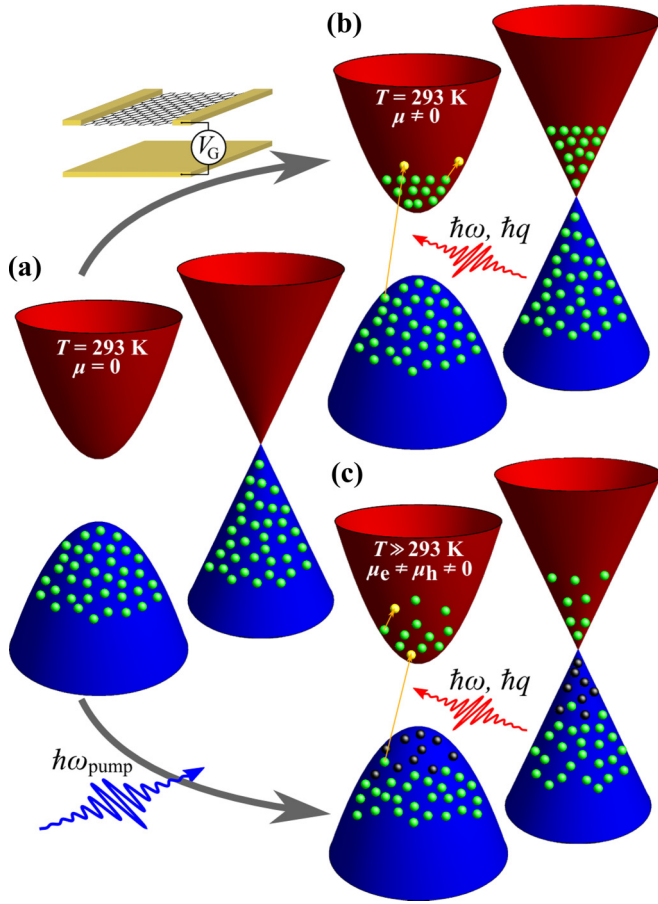 (b)
T = 293 K
μ ≠ 0
V_G
ħω, ħq
(a)
T = 293 K
μ = 0
(c)
T ≫ 293 K
μ_e ≠ μ_h ≠ 0
ħω, ħq
ħω_pump